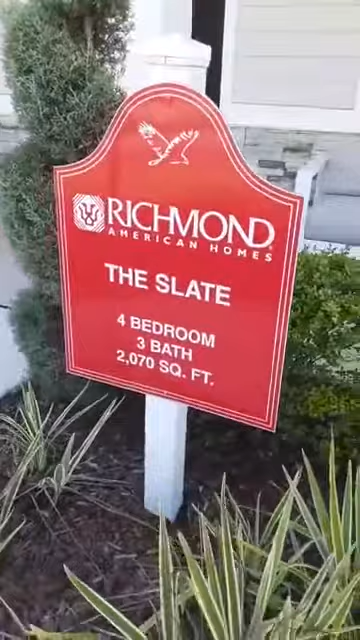 RICHMOND
AMERICAN HOMES
THE SLATE
4 BEDROOM
3 BATH
2,070 SQ. FT.